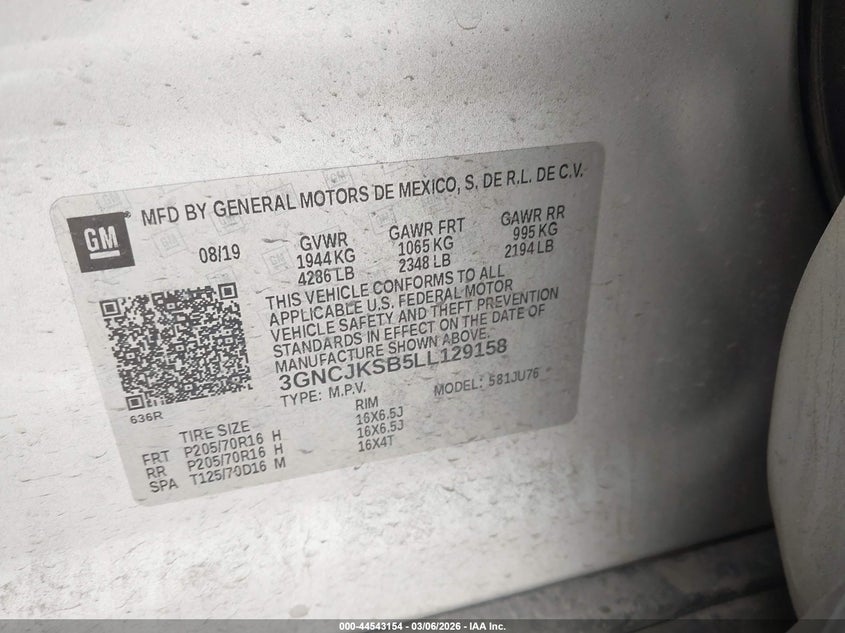 GM
MFD BY GENERAL MOTORS DE MEXICO, S. DE R.L. DE C.V.
08/19
GVWR
1944 KG
4286 LB
GAWR FRT
1065 KG
2348 LB
GAWR RR
995 KG
2194 LB
THIS VEHICLE CONFORMS TO ALL
APPLICABLE U.S. FEDERAL MOTOR
VEHICLE SAFETY AND THEFT PREVENTION
STANDARDS IN EFFECT ON THE DATE OF
MANUFACTURE SHOWN ABOVE.
3GNCJKSB5LL129158
TYPE: M.P.V. MODEL: 581JU76
636R
TIRE SIZE RIM
FRT P205/70R16 H 16X6.5J
RR P205/70R16 H 16X6.5J
SPA T125/70D16 M 16X4T
000-44543154 - 03/06/2026 - IAA Inc.